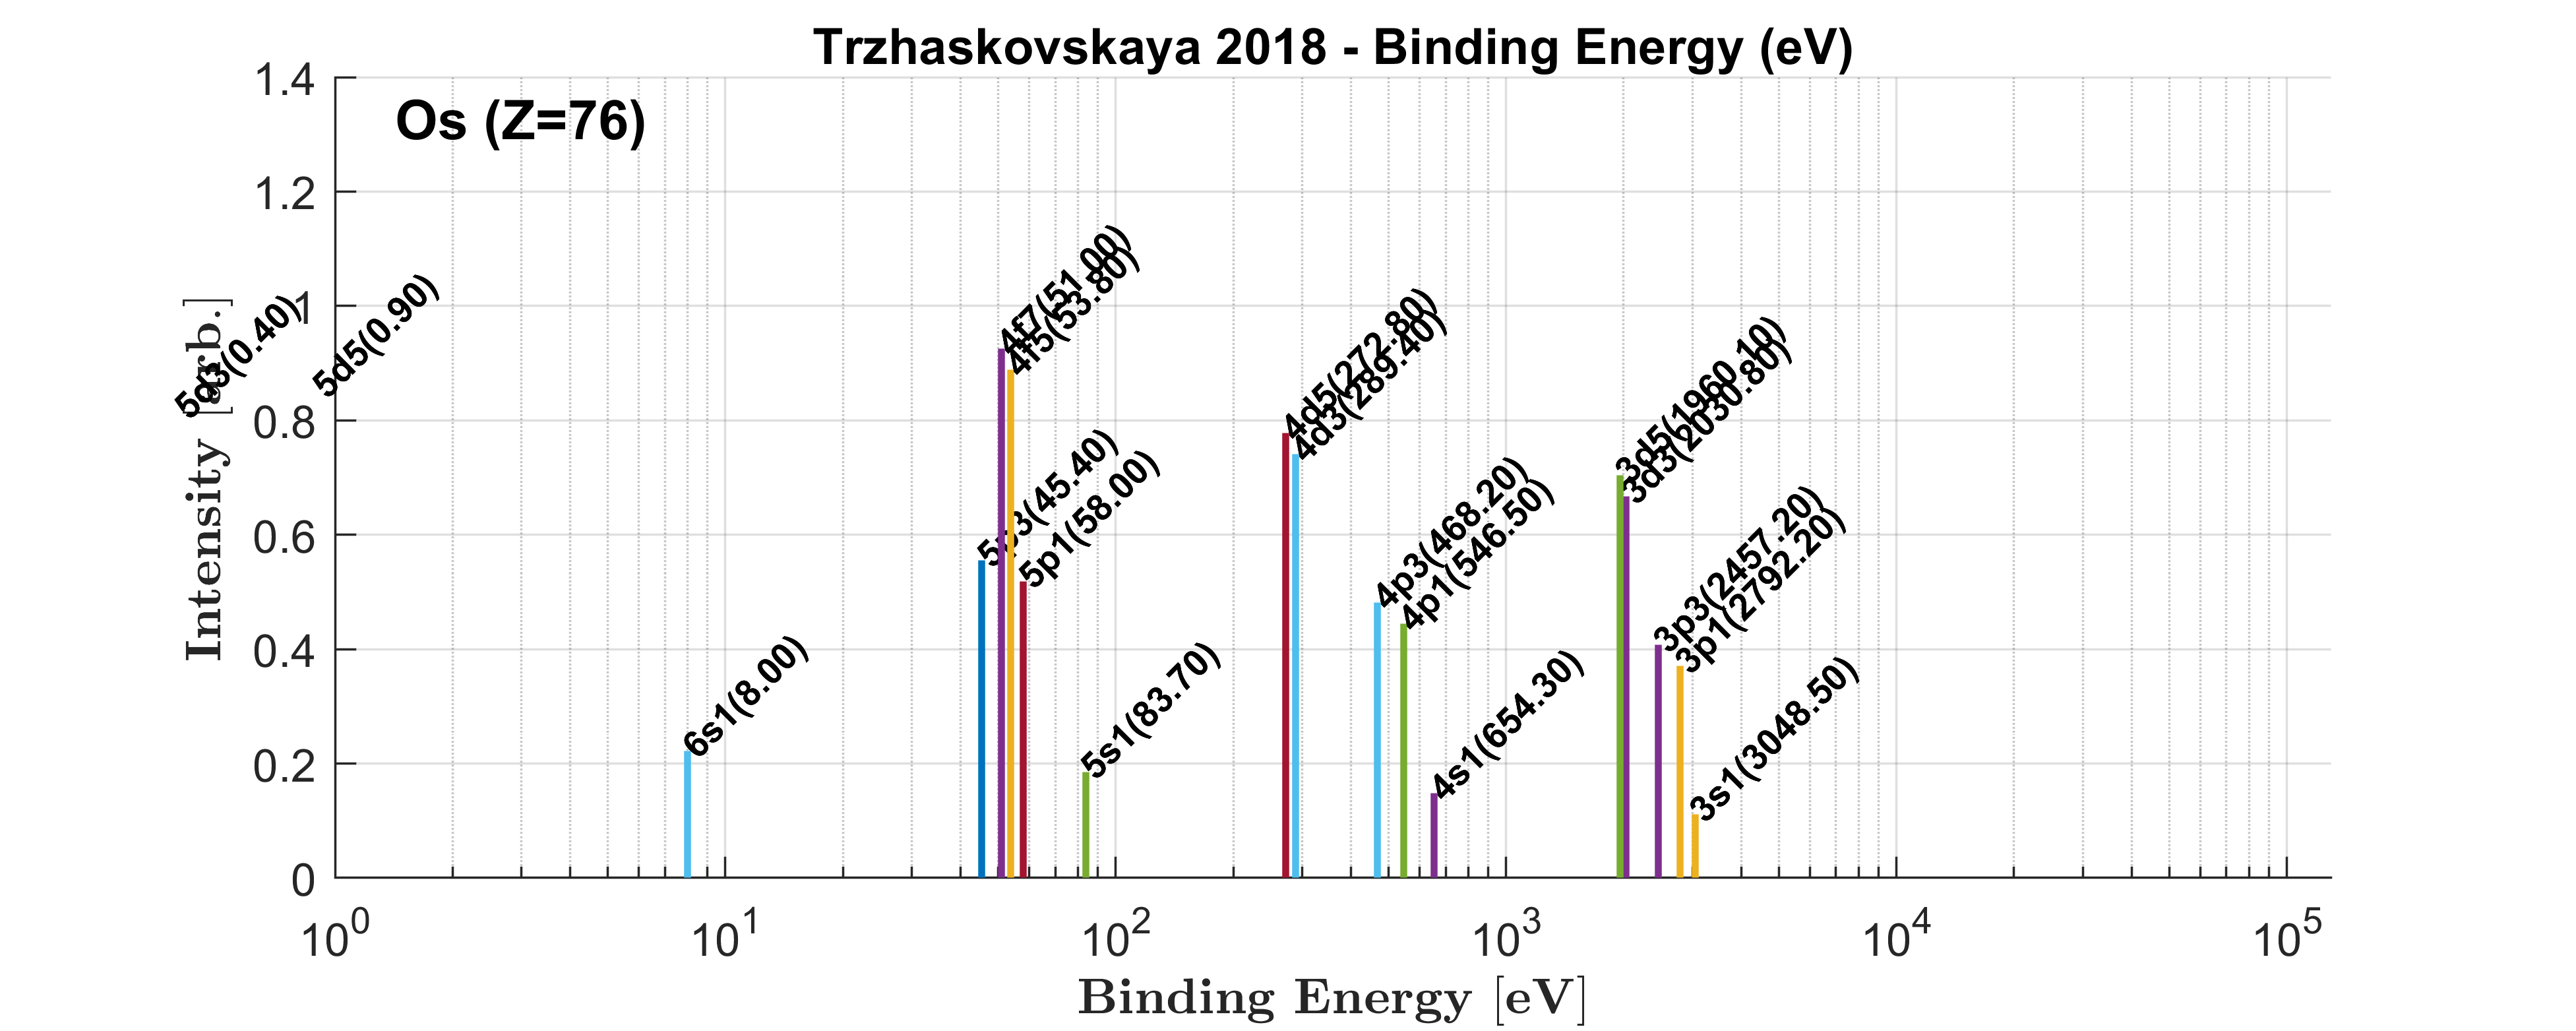 Trzhaskovskaya 2018 - Binding Energy (eV)
Os (Z=76)
1.4
1.2
1
0.8
0.6
0.4
0.2
0
Intensity [arb.]
5d3(0.40)
5d5(0.90)
6s1(8.00)
5p3(45.40)
4f7(51.00)
4f5(53.80)
5p1(58.00)
5s1(83.70)
4d5(272.80)
4d3(289.40)
4p3(468.20)
4p1(546.50)
4s1(654.30)
3d5(1960.10)
3d3(2030.80)
3p3(2457.20)
3p1(2792.20)
3s1(3048.50)
10^0 10^1 10^2 10^3 10^4 10^5
Binding Energy [eV]